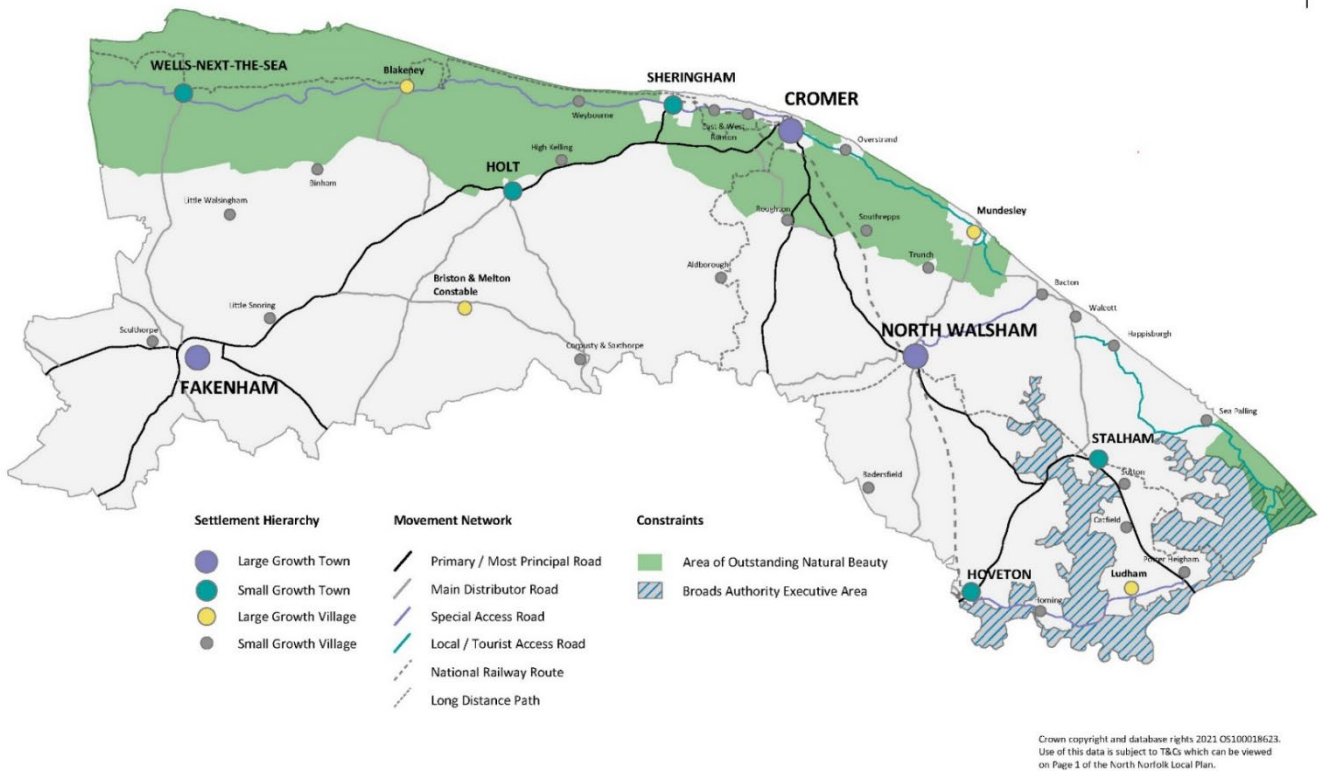 WELLS-NEXT-THE-SEA
Blakeney
SHERINGHAM
CROMER
Weybourne
East & West
Runton
Overstrand
High Kelling
HOLT
Binham
Little Walsingham
Roughton
Southrepps
Mundesley
Trunch
Aldborough
Bacton
Briston & Melton
Constable
Little Snoring
Walcott
Sculthorpe
NORTH WALSHAM
Happisburgh
Corpusty & Saxthorpe
FAKENHAM
Sea Palling
STALHAM
Sutton
Badersfield
Catfield
Potter Heigham
HOVETON
Ludham
Horning
Settlement Hierarchy
Large Growth Town
Small Growth Town
Large Growth Village
Small Growth Village
Movement Network
Primary / Most Principal Road
Main Distributor Road
Special Access Road
Local / Tourist Access Road
National Railway Route
Long Distance Path
Constraints
Area of Outstanding Natural Beauty
Broads Authority Executive Area
Crown copyright and database rights 2021 OS100018623.
Use of this data is subject to T&Cs which can be viewed
on Page 1 of the North Norfolk Local Plan.